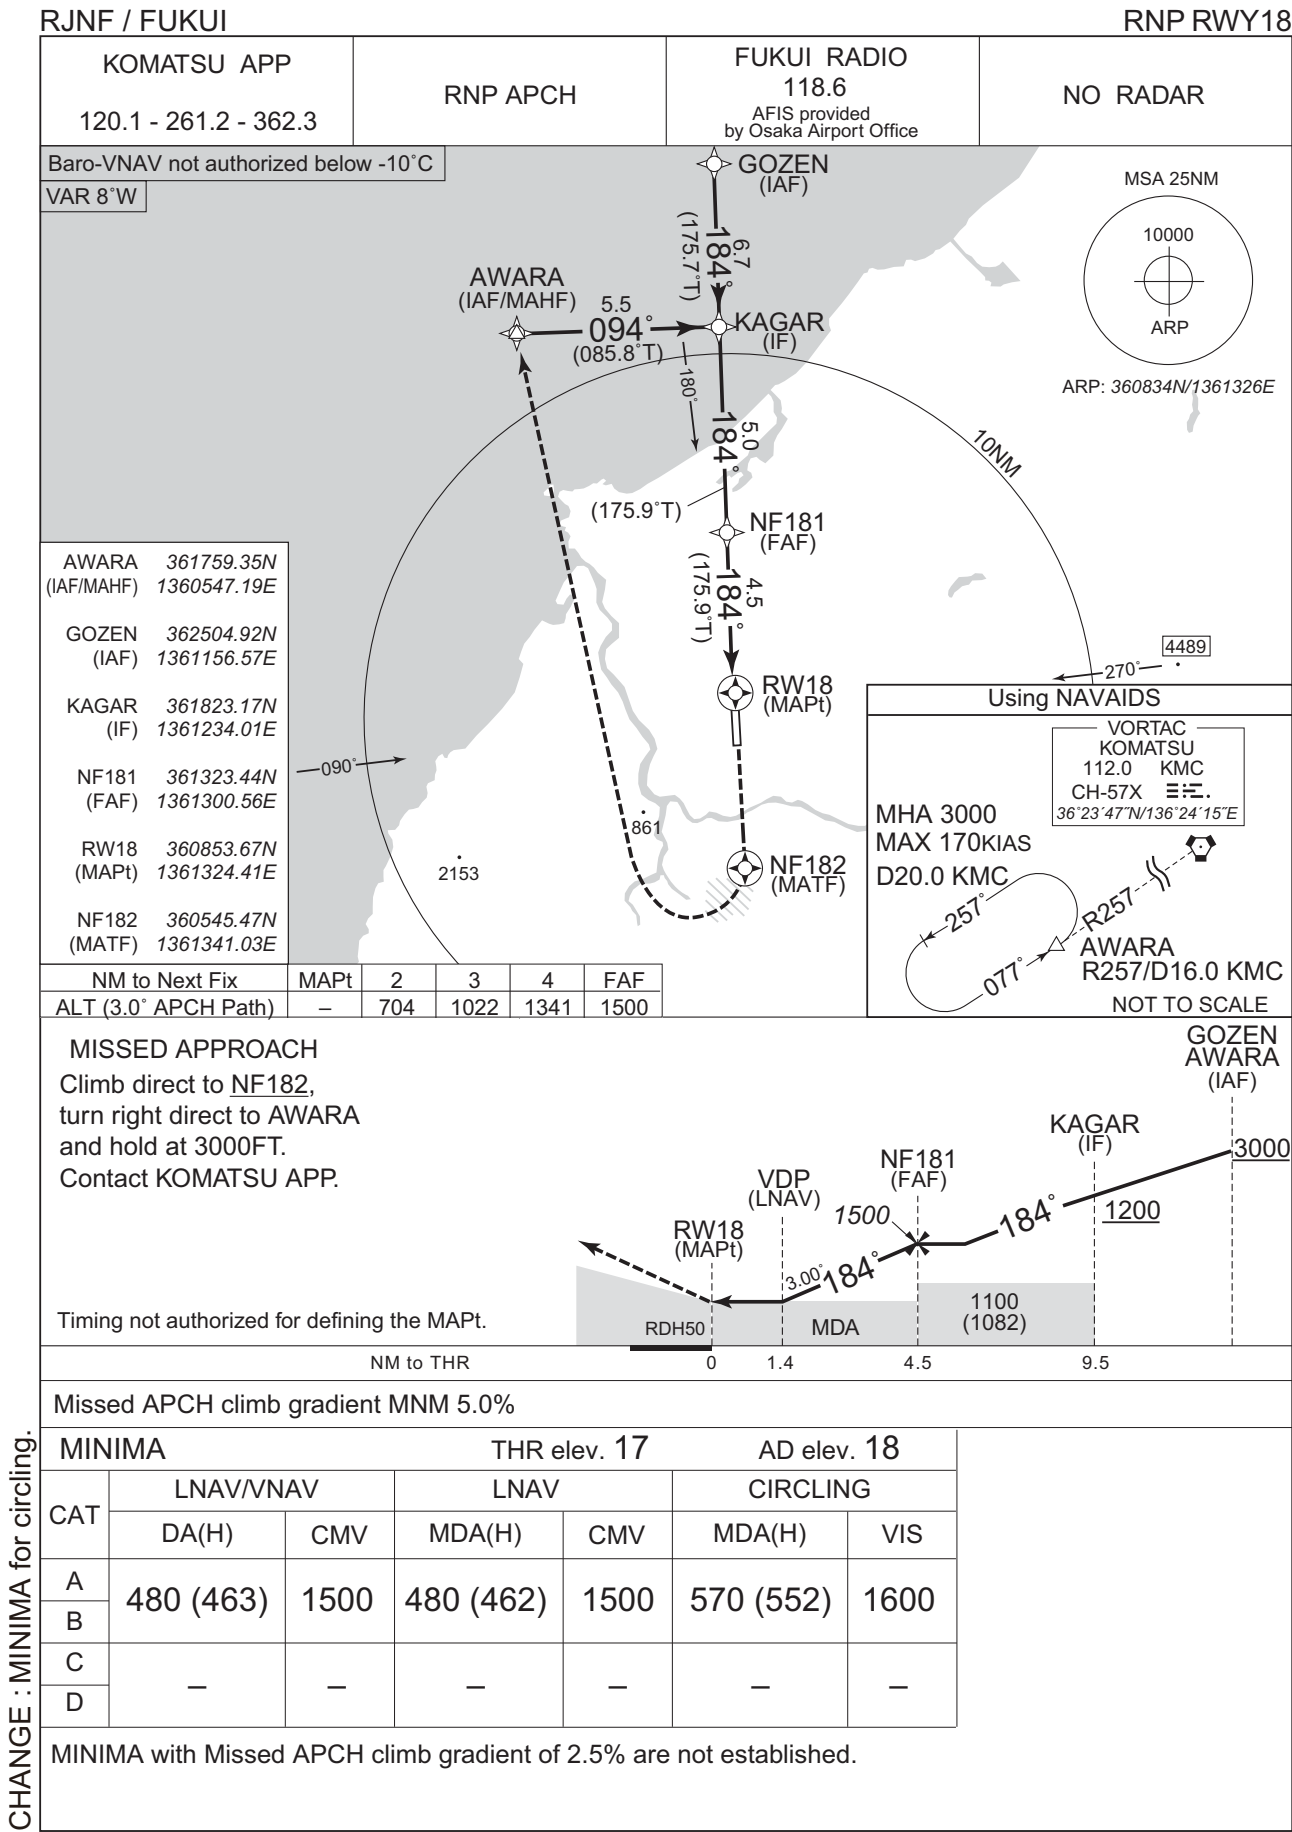 RJNF / FUKUI
RNP RWY18
KOMATSU APP
120.1 - 261.2 - 362.3
RNP APCH
FUKUI RADIO
118.6
AFIS provided
by Osaka Airport Office
NO RADAR
Baro-VNAV not authorized below -10˚C
VAR 8˚W
GOZEN
(IAF)
6.7
184˚
(175.7˚T)
MSA 25NM
10000
ARP
ARP: 360834N/1361326E
AWARA
(IAF/MAHF)
5.5
094˚
(085.8˚T)
KAGAR
(IF)
180˚
5.0
184˚
(175.9˚T)
10NM
NF181
(FAF)
4.5
184˚
(175.9˚T)
RW18
(MAPt)
4489
270˚
090˚
861
2153
NF182
(MATF)
AWARA 361759.35N
(IAF/MAHF) 1360547.19E
GOZEN 362504.92N
(IAF) 1361156.57E
KAGAR 361823.17N
(IF) 1361234.01E
NF181 361323.44N
(FAF) 1361300.56E
RW18 360853.67N
(MAPt) 1361324.41E
NF182 360545.47N
(MATF) 1361341.03E
Using NAVAIDS
VORTAC
KOMATSU
112.0 KMC
CH-57X
36˚23´47˝N/136˚24´15˝E
MHA 3000
MAX 170KIAS
D20.0 KMC
257˚
077˚
R257
AWARA
R257/D16.0 KMC
NOT TO SCALE
NM to Next Fix MAPt 2 3 4 FAF
ALT (3.0˚ APCH Path) – 704 1022 1341 1500
MISSED APPROACH
Climb direct to NF182,
turn right direct to AWARA
and hold at 3000FT.
Contact KOMATSU APP.
Timing not authorized for defining the MAPt.
GOZEN
AWARA
(IAF)
3000
KAGAR
(IF)
1200
184˚
NF181
(FAF)
1500
VDP
(LNAV)
3.00˚
184˚
RW18
(MAPt)
RDH50
MDA
1100
(1082)
NM to THR 0 1.4 4.5 9.5
Missed APCH climb gradient MNM 5.0%
MINIMA THR elev. 17 AD elev. 18
CAT LNAV/VNAV LNAV CIRCLING
DA(H) CMV MDA(H) CMV MDA(H) VIS
A
B
480 (463) 1500 480 (462) 1500 570 (552) 1600
C
D
– – – – – –
MINIMA with Missed APCH climb gradient of 2.5% are not established.
CHANGE : MINIMA for circling.